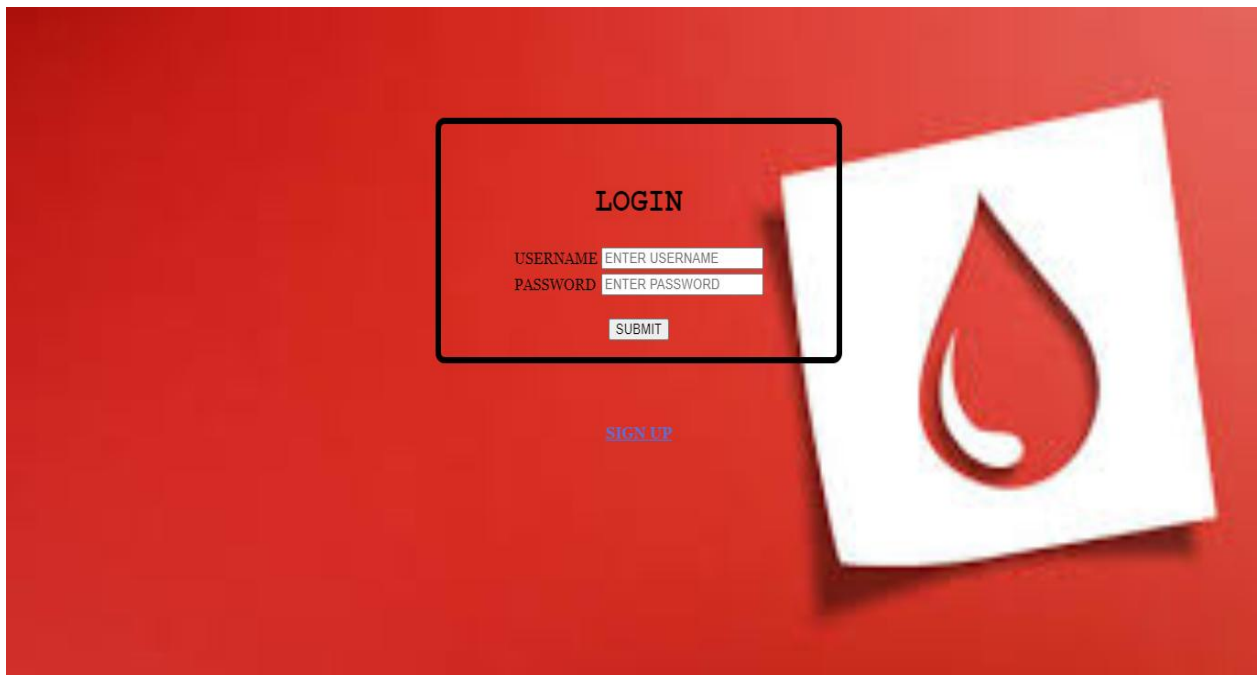 LOGIN
USERNAME ENTER USERNAME
PASSWORD ENTER PASSWORD
SUBMIT
SIGN UP